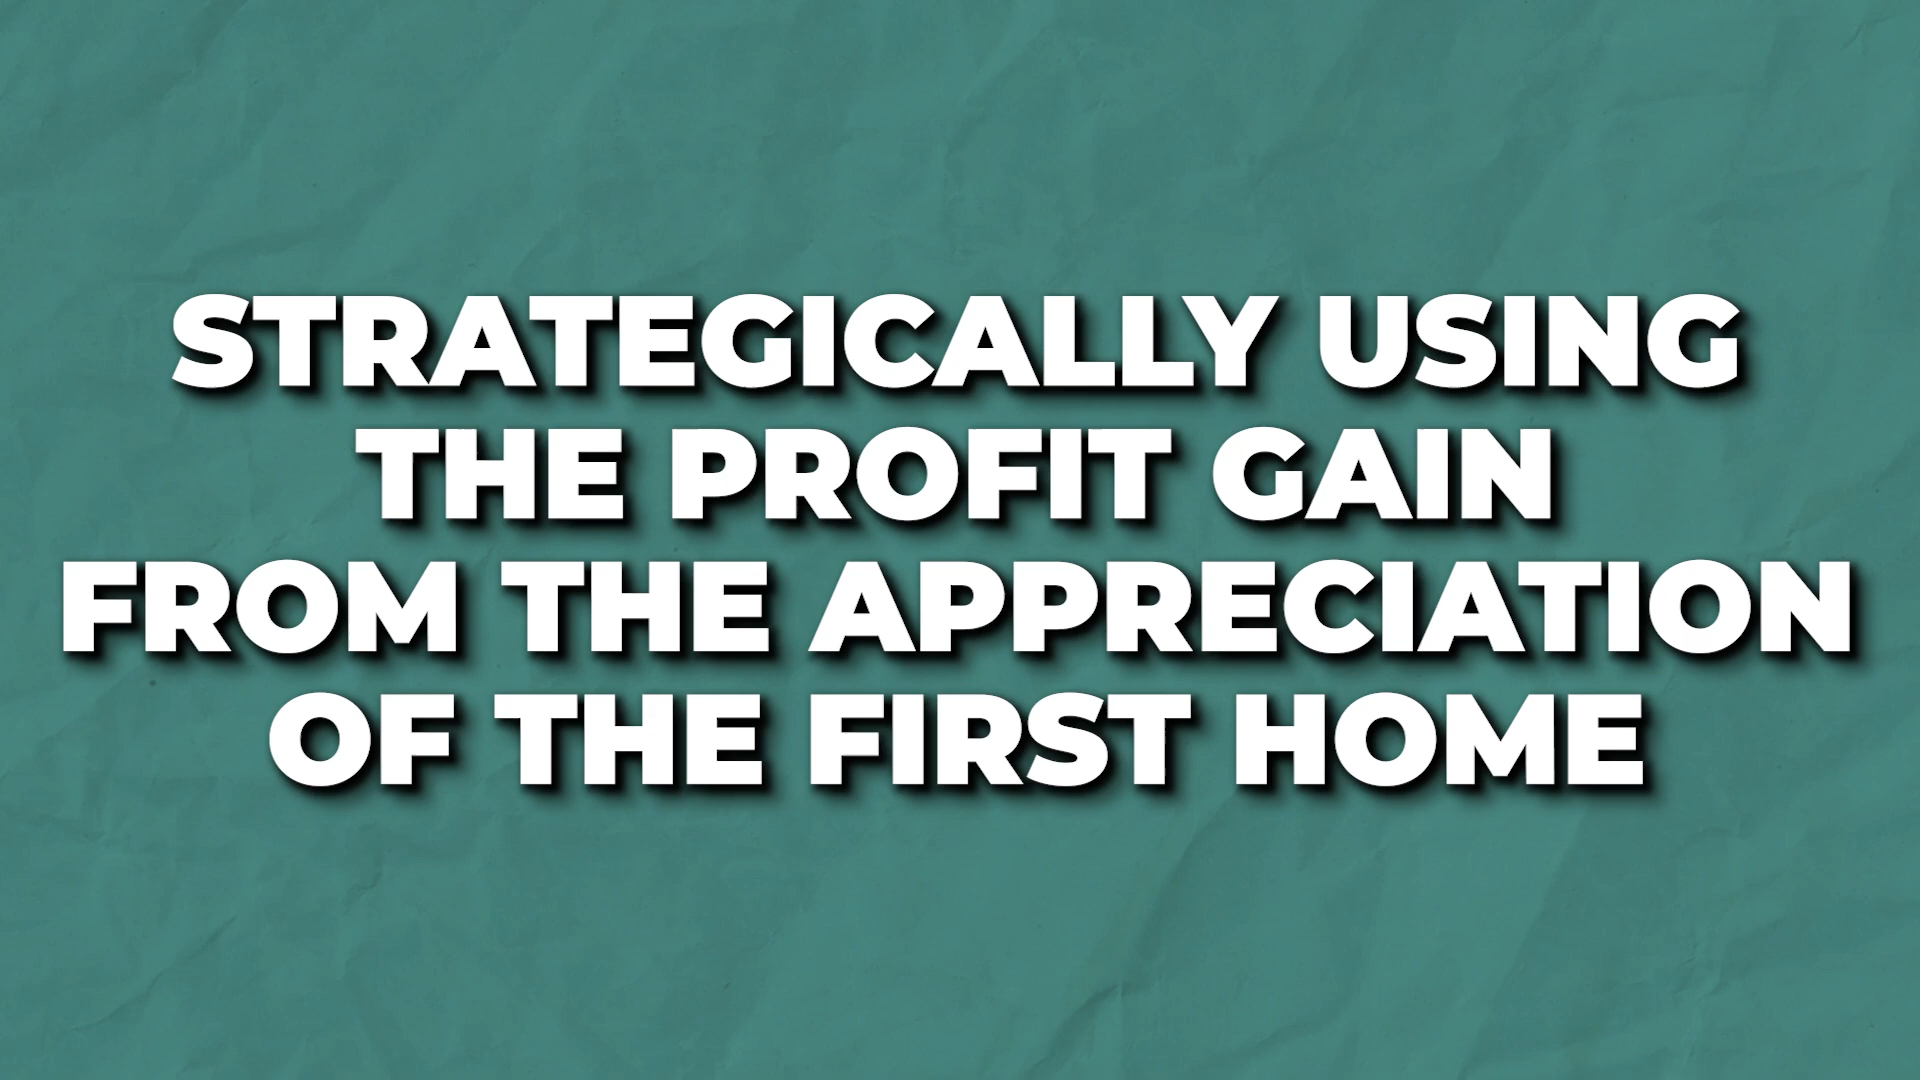 STRATEGICALLY USING
THE PROFIT GAIN
FROM THE APPRECIATION
OF THE FIRST HOME